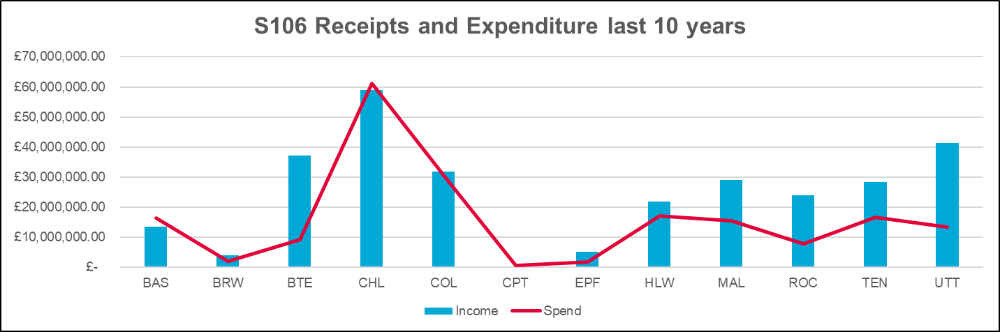 S106 Receipts and Expenditure last 10 years
£70,000,000.00
£60,000,000.00
£50,000,000.00
£40,000,000.00
£30,000,000.00
£20,000,000.00
£10,000,000.00
£-
BAS BRW BTE CHL COL CPT EPF HLW MAL ROC TEN UTT
Income Spend